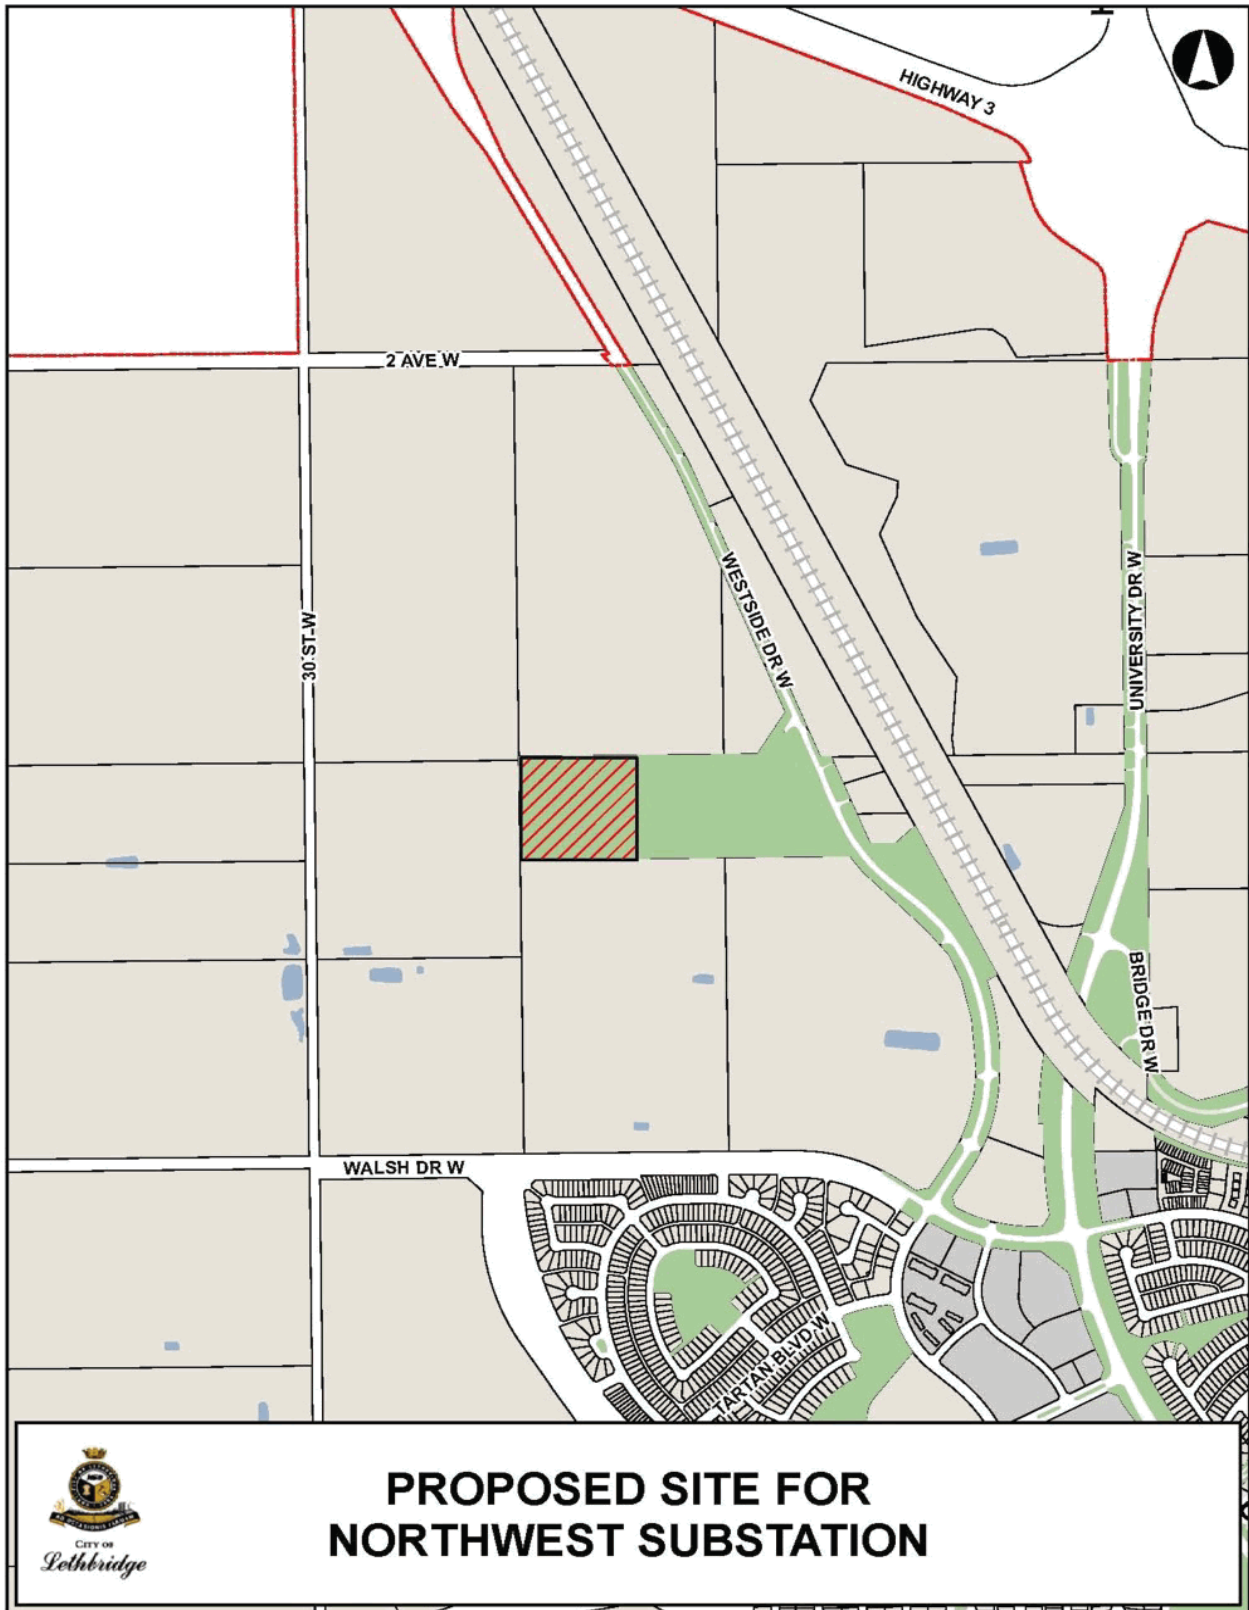 HIGHWAY 3
2 AVE W
30 ST W
WESTSIDE DR W
UNIVERSITY DR W
BRIDGE DR W
WALSH DR W
TARTAN BLVD W
PROPOSED SITE FOR
NORTHWEST SUBSTATION
CITY OF
Lethbridge